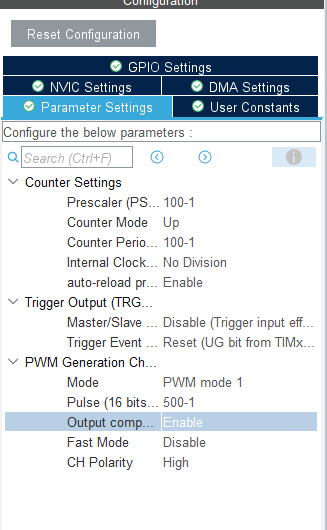 Configuration
Reset Configuration
GPIO Settings
NVIC Settings DMA Settings
Parameter Settings User Constants
Configure the below parameters :
Search (Ctrl+F)
Counter Settings
Prescaler (PS... 100-1
Counter Mode Up
Counter Perio... 100-1
Internal Clock... No Division
auto-reload pr... Enable
Trigger Output (TRG...
Master/Slave ... Disable (Trigger input eff...
Trigger Event ... Reset (UG bit from TIMx...
PWM Generation Ch...
Mode PWM mode 1
Pulse (16 bits... 500-1
Output comp... Enable
Fast Mode Disable
CH Polarity High